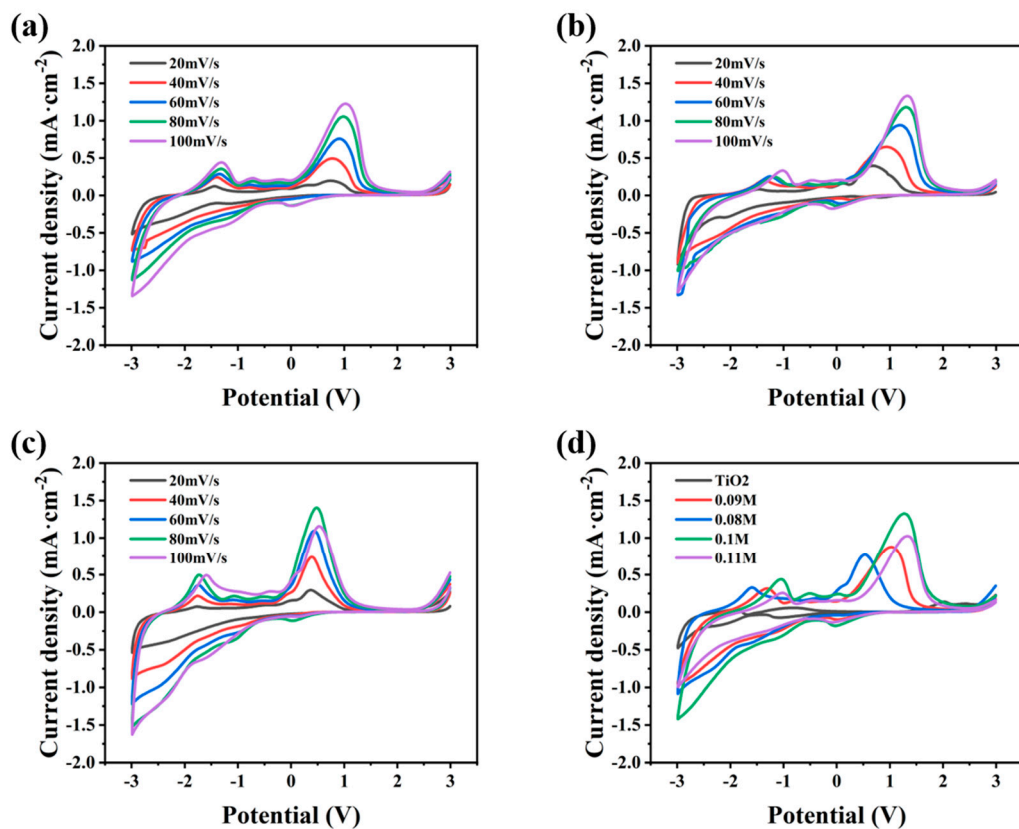 (a)
Current density (mA·cm-2)
2.0
1.5
1.0
0.5
0.0
-0.5
-1.0
-1.5
-2.0
20mV/s
40mV/s
60mV/s
80mV/s
100mV/s
-3 -2 -1 0 1 2 3
Potential (V)
(b)
Current density (mA·cm-2)
2.0
1.5
1.0
0.5
0.0
-0.5
-1.0
-1.5
-2.0
20mV/s
40mV/s
60mV/s
80mV/s
100mV/s
-3 -2 -1 0 1 2 3
Potential (V)
(c)
Current density (mA·cm-2)
2.0
1.5
1.0
0.5
0.0
-0.5
-1.0
-1.5
-2.0
20mV/s
40mV/s
60mV/s
80mV/s
100mV/s
-3 -2 -1 0 1 2 3
Potential (V)
(d)
Current density (mA·cm-2)
2.0
1.5
1.0
0.5
0.0
-0.5
-1.0
-1.5
-2.0
TiO2
0.09M
0.08M
0.1M
0.11M
-3 -2 -1 0 1 2 3
Potential (V)